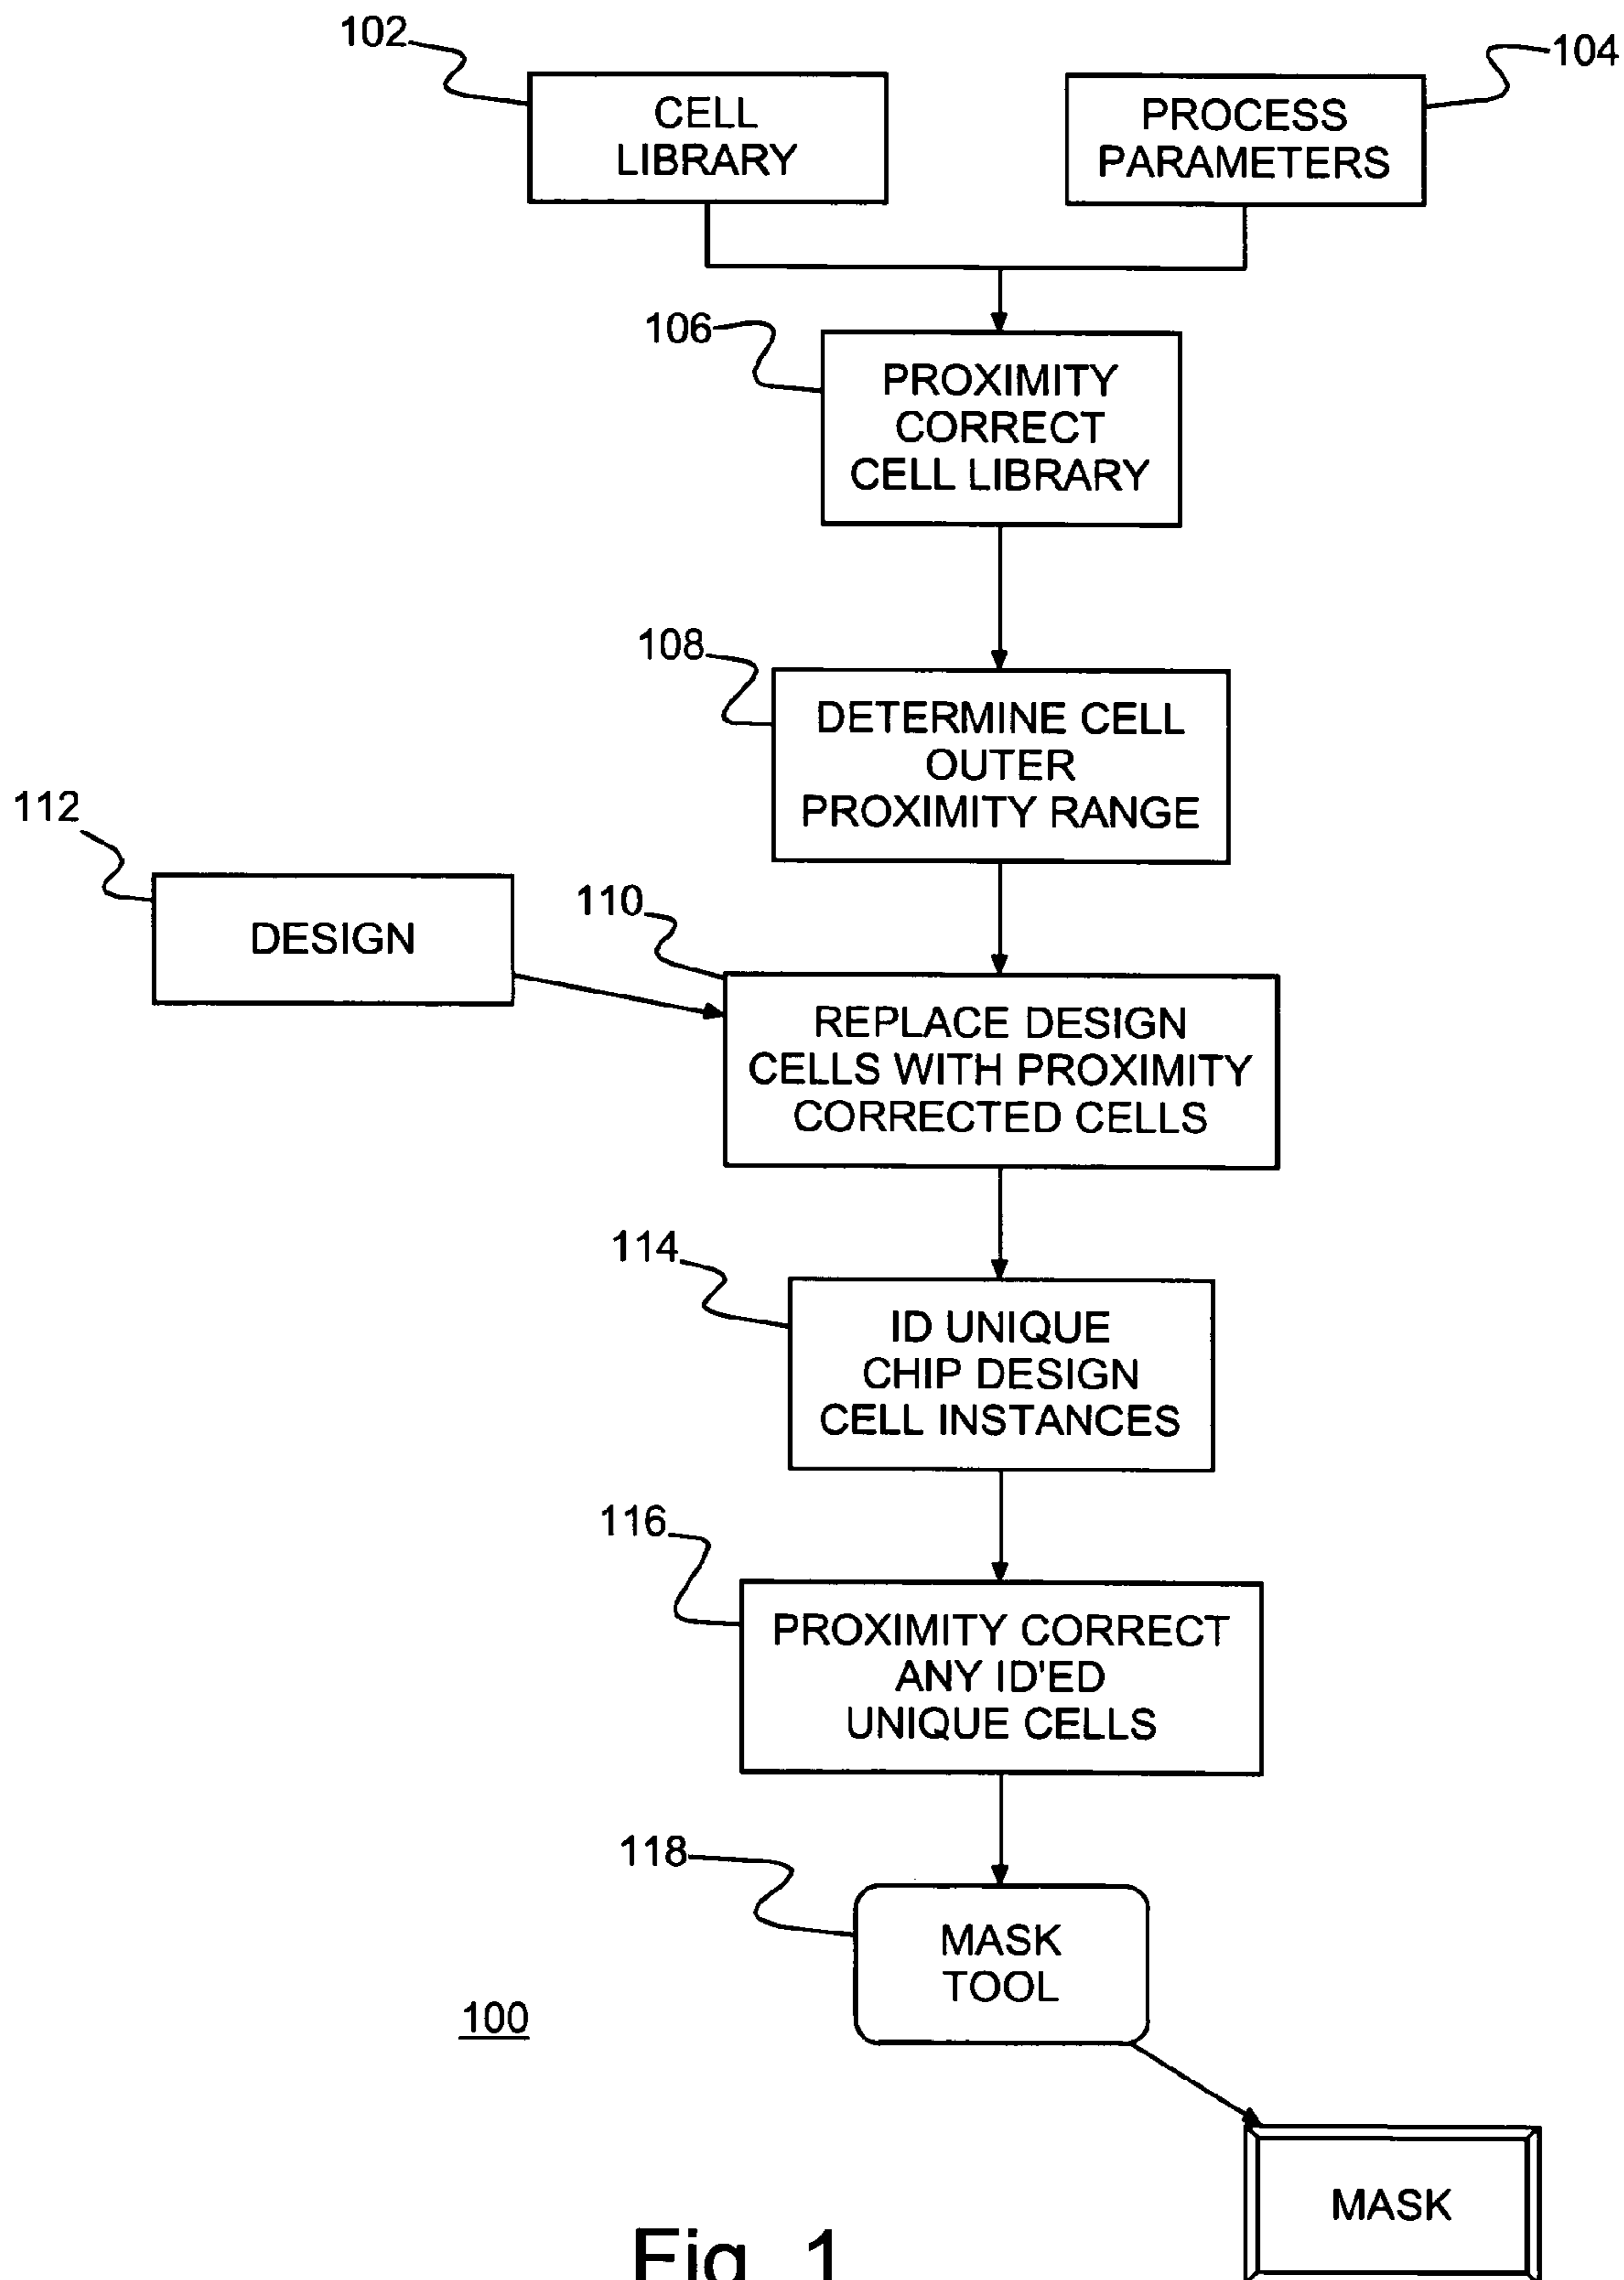 102
104
CELL
LIBRARY
PROCESS
PARAMETERS
106
PROXIMITY
CORRECT
CELL LIBRARY
108
DETERMINE CELL
OUTER
PROXIMITY RANGE
112
DESIGN
110
REPLACE DESIGN
CELLS WITH PROXIMITY
CORRECTED CELLS
114
ID UNIQUE
CHIP DESIGN
CELL INSTANCES
116
PROXIMITY CORRECT
ANY ID'ED
UNIQUE CELLS
118
MASK
TOOL
100
MASK
Fig. 1